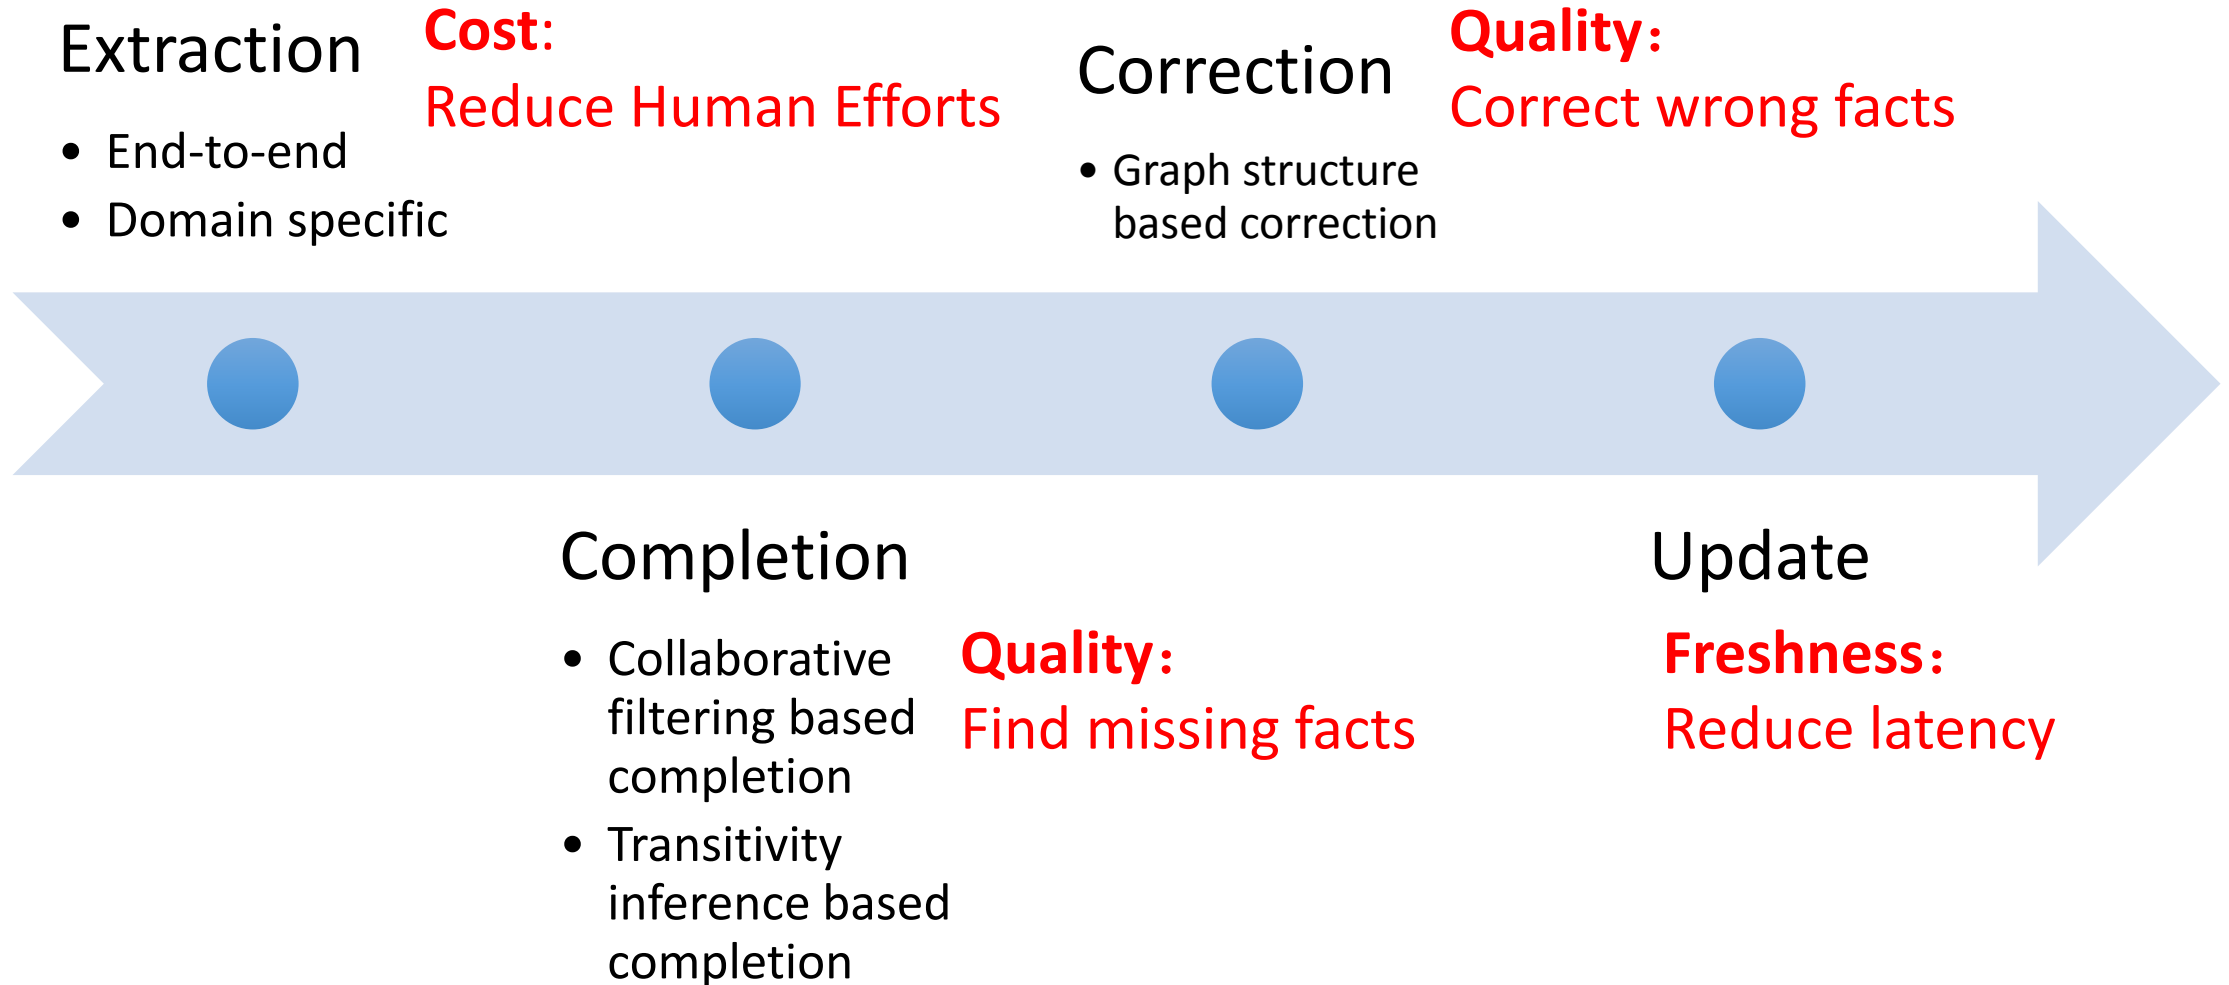 Extraction
• End-to-end
• Domain specific
Cost:
Reduce Human Efforts
Completion
• Collaborative
filtering based
completion
• Transitivity
inference based
completion
Quality：
Find missing facts
Correction
• Graph structure
based correction
Quality：
Correct wrong facts
Update
Freshness：
Reduce latency